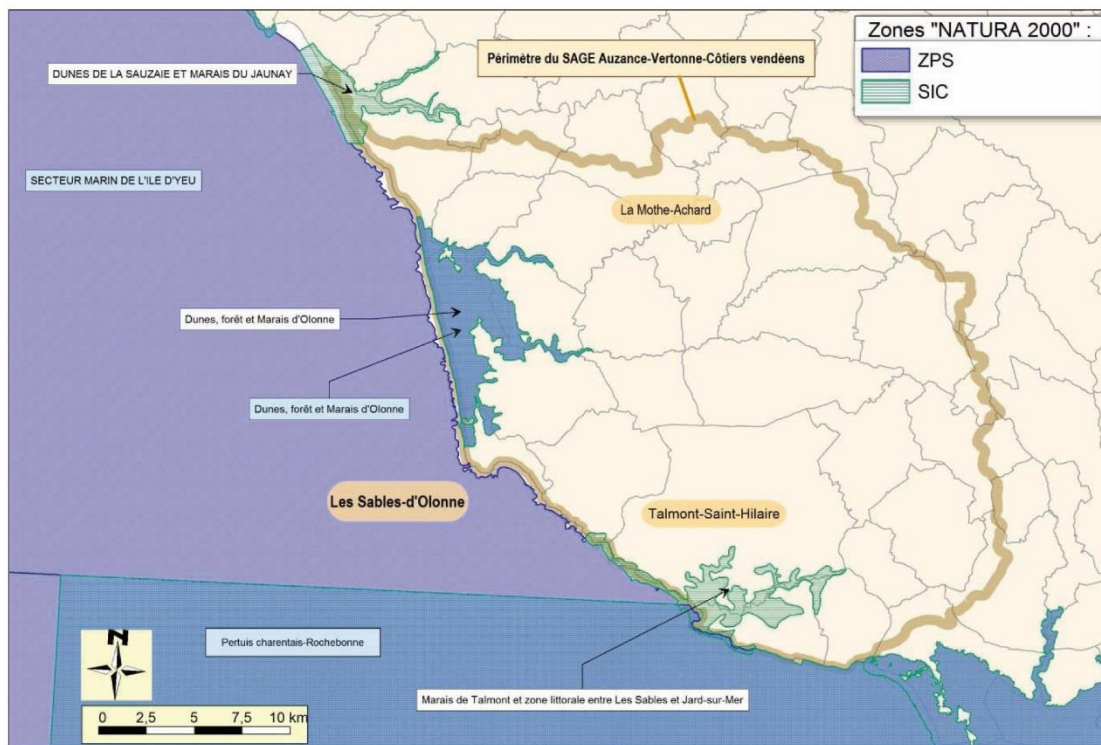 Zones "NATURA 2000" :
ZPS
SIC
Périmètre du SAGE Auzance-Vertonne-Côtiers vendéens
DUNES DE LA SAUZAIE ET MARAIS DU JAUNAY
SECTEUR MARIN DE L'ILE D'YEU
La Mothe-Achard
Dunes, forêt et Marais d'Olonne
Dunes, forêt et Marais d'Olonne
Les Sables-d'Olonne
Talmont-Saint-Hilaire
Pertuis charentais-Rochebonne
N
Marais de Talmont et zone littorale entre Les Sables et Jard-sur-Mer
0 2,5 5 7,5 10 km